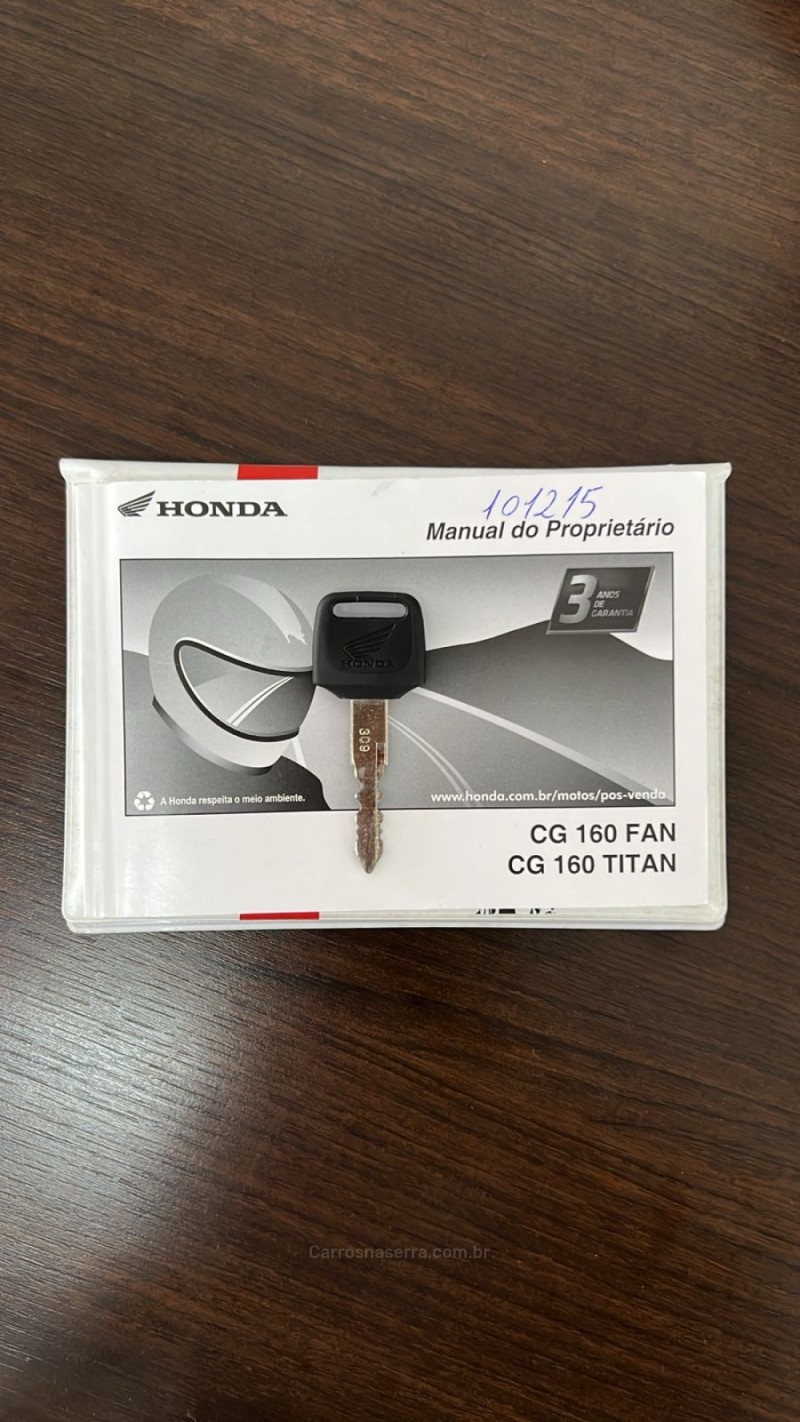 HONDA
101215
Manual do Proprietário
3 ANOS
DE
GARANTIA
HONDA
309
A Honda respeita o meio ambiente.
www.honda.com.br/motos/pos-venda
CG 160 FAN
CG 160 TITAN
Carrosnaserra.com.br